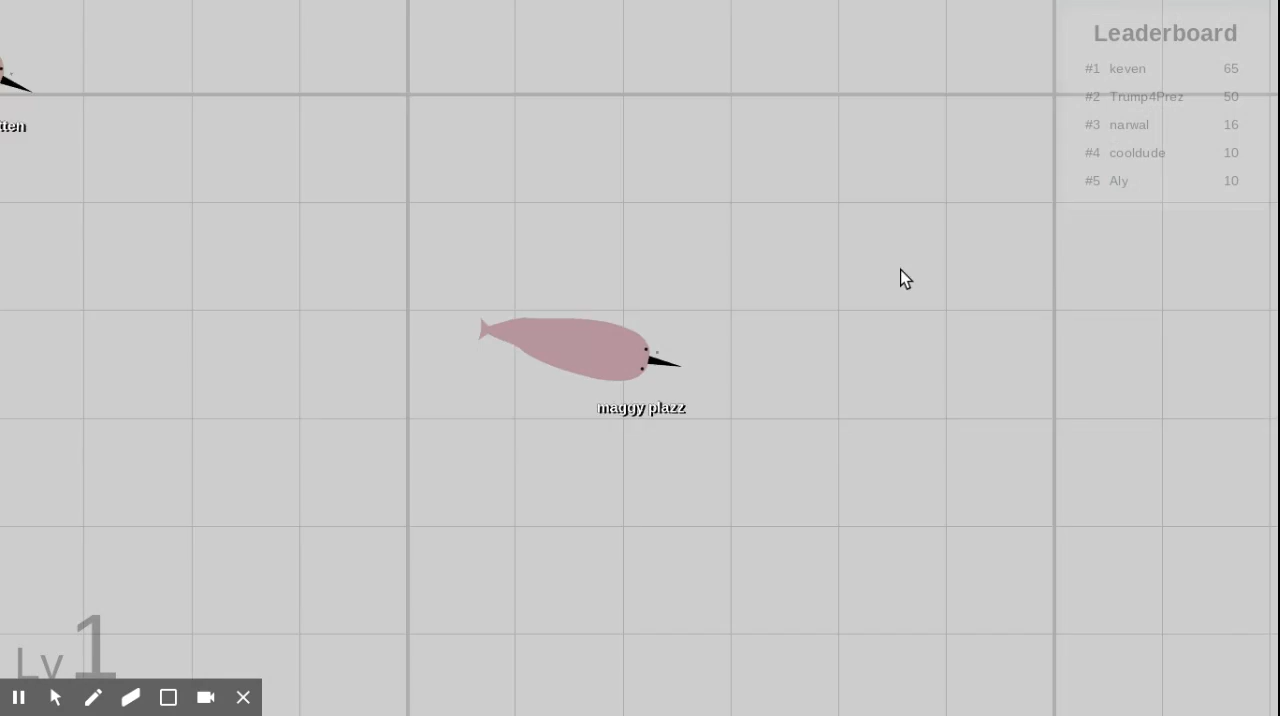 Leaderboard
#1 keven 65
#2 Trump4Prez 50
#3 narwal 16
#4 cooldude 10
#5 Aly 10
tten
maggy plazz
Lv 1